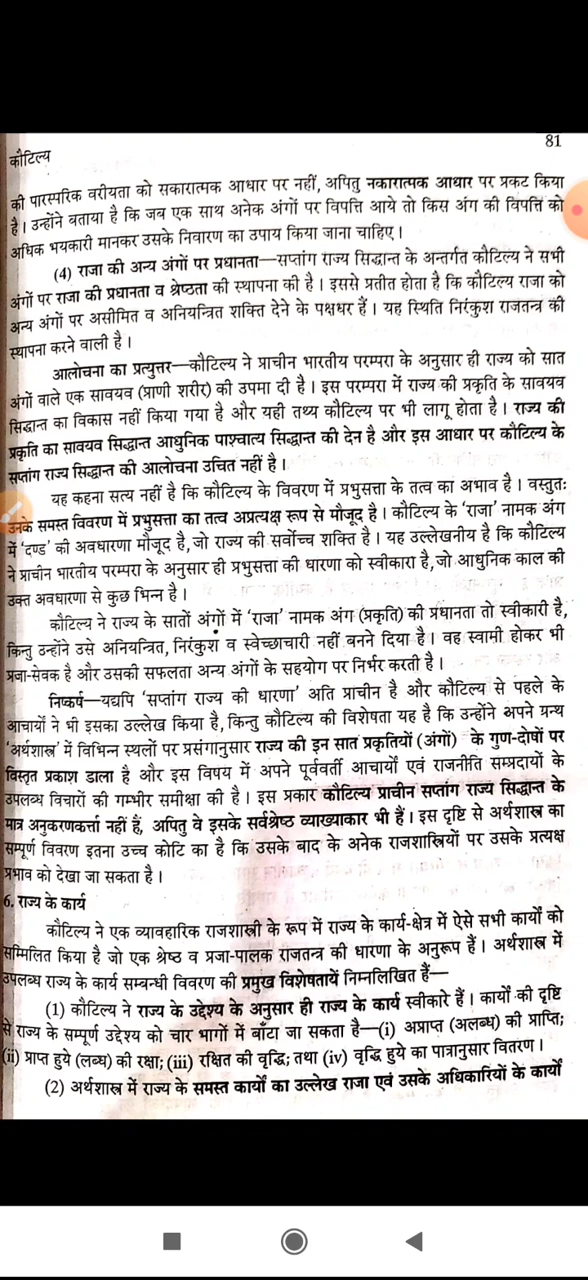 81
कौटिल्य
की पारस्परिक वरीयता को सकारात्मक आधार पर नहीं, अपितु नकारात्मक आधार पर प्रकट किया
है। उन्होंने बताया है कि जब एक साथ अनेक अंगों पर विपत्ति आये तो किस अंग की विपत्ति को
अधिक भयकारी मानकर उसके निवारण का उपाय किया जाना चाहिए।
(4) राजा की अन्य अंगों पर प्रधानता—सप्तांग राज्य सिद्धान्त के अन्तर्गत कौटिल्य ने सभी
अंगों पर राजा की प्रधानता व श्रेष्ठता की स्थापना की है। इससे प्रतीत होता है कि कौटिल्य राजा को
अन्य अंगों पर असीमित व अनियन्त्रित शक्ति देने के पक्षधर हैं। यह स्थिति निरंकुश राजतन्त्र की
स्थापना करने वाली है।
आलोचना का प्रत्युत्तर—कौटिल्य ने प्राचीन भारतीय परम्परा के अनुसार ही राज्य को सात
अंगों वाले एक सावयव (प्राणी शरीर) की उपमा दी है। इस परम्परा में राज्य की प्रकृति के सावयव
सिद्धान्त का विकास नहीं किया गया है और यही तथ्य कौटिल्य पर भी लागू होता है। राज्य की
प्रकृति का सावयव सिद्धान्त आधुनिक पाश्चात्य सिद्धान्त की देन है और इस आधार पर कौटिल्य के
सप्तांग राज्य सिद्धान्त की आलोचना उचित नहीं है।
यह कहना सत्य नहीं है कि कौटिल्य के विवरण में प्रभुसत्ता के तत्व का अभाव है। वस्तुतः
उनके समस्त विवरण में प्रभुसत्ता का तत्व अप्रत्यक्ष रूप से मौजूद है। कौटिल्य के 'राजा' नामक अंग
में 'दण्ड' की अवधारणा मौजूद है, जो राज्य की सर्वोच्च शक्ति है। यह उल्लेखनीय है कि कौटिल्य
ने प्राचीन भारतीय परम्परा के अनुसार ही प्रभुसत्ता की धारणा को स्वीकारा है, जो आधुनिक काल की
उक्त अवधारणा से कुछ भिन्न है।
कौटिल्य ने राज्य के सातों अंगों में 'राजा' नामक अंग (प्रकृति) की प्रधानता तो स्वीकारी है,
किन्तु उन्होंने उसे अनियन्त्रित, निरंकुश व स्वेच्छाचारी नहीं बनने दिया है। वह स्वामी होकर भी
प्रजा-सेवक है और उसकी सफलता अन्य अंगों के सहयोग पर निर्भर करती है।
निष्कर्ष—यद्यपि 'सप्तांग राज्य की धारणा' अति प्राचीन है और कौटिल्य से पहले के
आचार्यों ने भी इसका उल्लेख किया है, किन्तु कौटिल्य की विशेषता यह है कि उन्होंने अपने ग्रन्थ
'अर्थशास्त्र' में विभिन्न स्थलों पर प्रसंगानुसार राज्य की इन सात प्रकृतियों (अंगों) के गुण-दोषों पर
विस्तृत प्रकाश डाला है और इस विषय में अपने पूर्ववर्ती आचार्यों एवं राजनीति सम्प्रदायों के
उपलब्ध विचारों की गम्भीर समीक्षा की है। इस प्रकार कौटिल्य प्राचीन सप्तांग राज्य सिद्धान्त के
मात्र अनुकरणकर्त्ता नहीं हैं, अपितु वे इसके सर्वश्रेष्ठ व्याख्याकार भी हैं। इस दृष्टि से अर्थशास्त्र का
सम्पूर्ण विवरण इतना उच्च कोटि का है कि उसके बाद के अनेक राजशास्त्रियों पर उसके प्रत्यक्ष
प्रभाव को देखा जा सकता है।
6. राज्य के कार्य
कौटिल्य ने एक व्यावहारिक राजशास्त्री के रूप में राज्य के कार्य-क्षेत्र में ऐसे सभी कार्यों को
सम्मिलित किया है जो एक श्रेष्ठ व प्रजा-पालक राजतन्त्र की धारणा के अनुरूप हैं। अर्थशास्त्र में
उपलब्ध राज्य के कार्य सम्बन्धी विवरण की प्रमुख विशेषतायें निम्नलिखित हैं—
(1) कौटिल्य ने राज्य के उद्देश्य के अनुसार ही राज्य के कार्य स्वीकारे हैं। कार्यों की दृष्टि
से राज्य के सम्पूर्ण उद्देश्य को चार भागों में बाँटा जा सकता है—(i) अप्राप्त (अलब्ध) की प्राप्ति;
(ii) प्राप्त हुये (लब्ध) की रक्षा; (iii) रक्षित की वृद्धि; तथा (iv) वृद्धि हुये का पात्रानुसार वितरण।
(2) अर्थशास्त्र में राज्य के समस्त कार्यों का उल्लेख राजा एवं उसके अधिकारियों के कार्यों